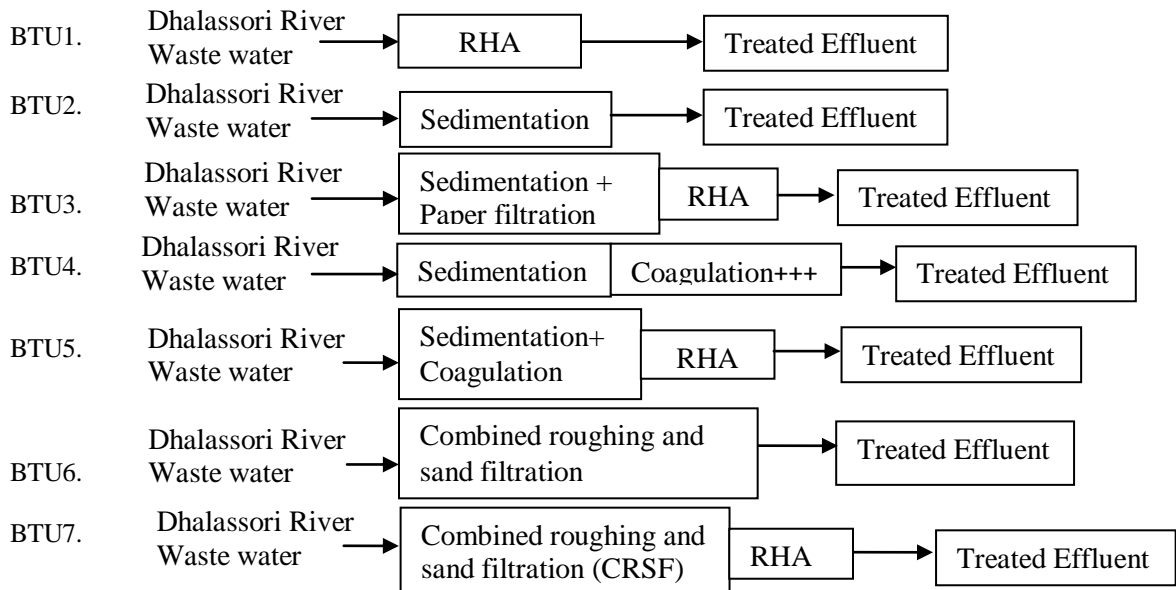 BTU1. Dhalassori River Waste water RHA Treated Effluent
BTU2. Dhalassori River Waste water Sedimentation Treated Effluent
BTU3. Dhalassori River Waste water Sedimentation + Paper filtration RHA Treated Effluent
BTU4. Dhalassori River Waste water Sedimentation Coagulation+++ Treated Effluent
BTU5. Dhalassori River Waste water Sedimentation+ Coagulation RHA Treated Effluent
BTU6. Dhalassori River Waste water Combined roughing and sand filtration Treated Effluent
BTU7. Dhalassori River Waste water Combined roughing and sand filtration (CRSF) RHA Treated Effluent